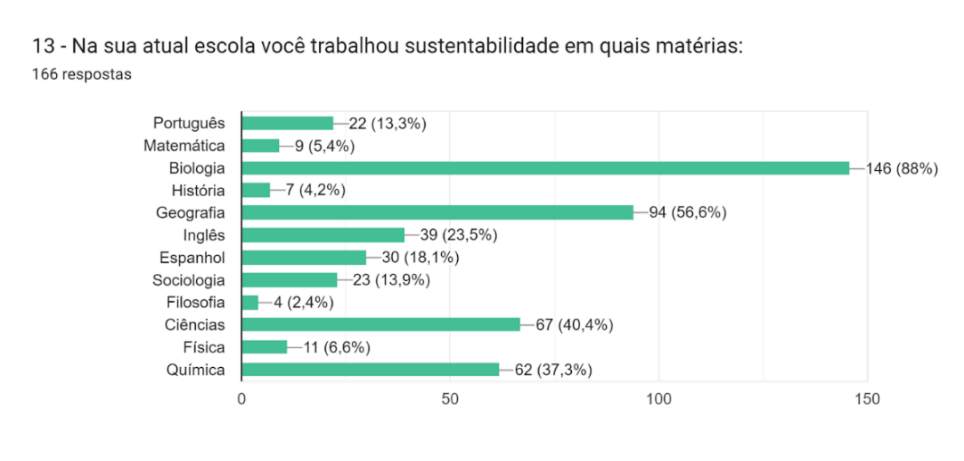 13 - Na sua atual escola você trabalhou sustentabilidade em quais matérias:
166 respostas
Português 22 (13,3%)
Matemática 9 (5,4%)
Biologia 146 (88%)
História 7 (4,2%)
Geografia 94 (56,6%)
Inglês 39 (23,5%)
Espanhol 30 (18,1%)
Sociologia 23 (13,9%)
Filosofia 4 (2,4%)
Ciências 67 (40,4%)
Física 11 (6,6%)
Química 62 (37,3%)
0 50 100 150